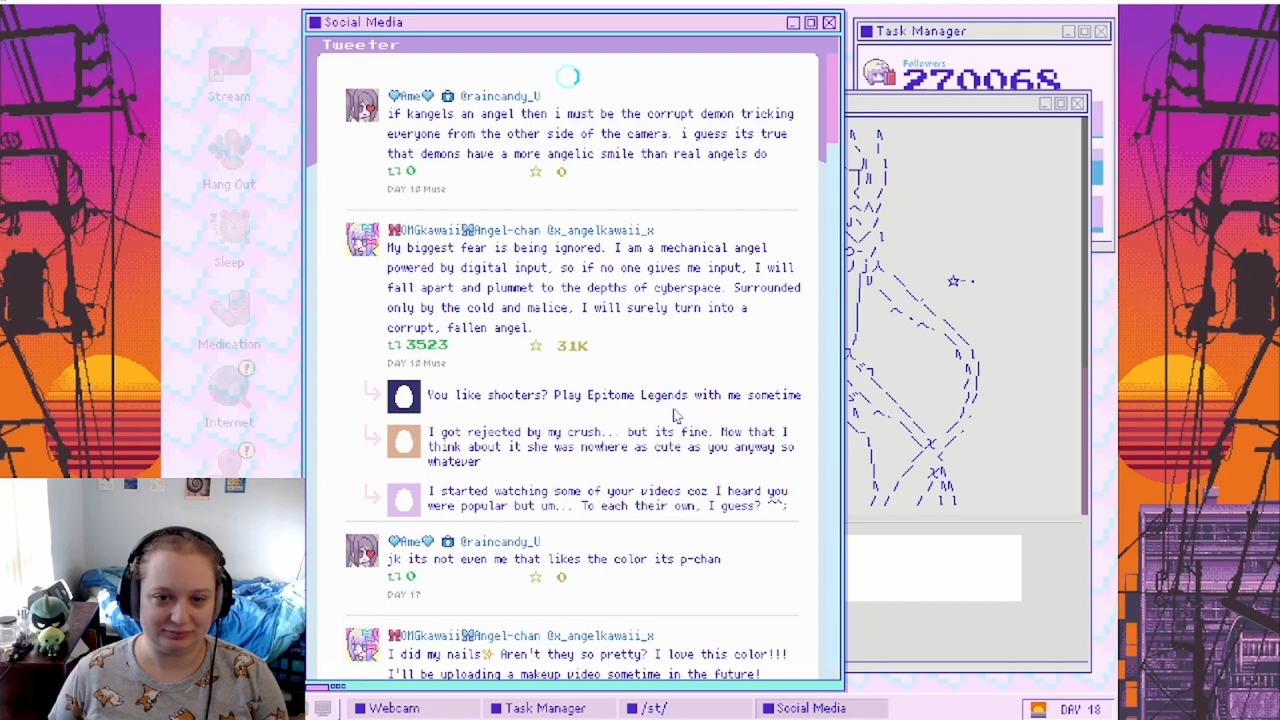 Social Media
Tweeter
Ame @raincandy_U
if kangels an angel then i must be the corrupt demon tricking
everyone from the other side of the camera. i guess its true
that demons have a more angelic smile than real angels do
0 0
DAY 18 Muse
OMGkawaiiAngel-chan @x_angelkawaii_x
My biggest fear is being ignored. I am a mechanical angel
powered by digital input, so if no one gives me input, I will
fall apart and plummet to the depths of cyberspace. Surrounded
only by the cold and malice, I will surely turn into a
corrupt, fallen angel.
3523 31K
DAY 18 Muse
You like shooters? Play Epitome Legends with me sometime
I got rejected by my crush... but its fine. Now that I
think about it she was nowhere as cute as you anyway so
whatever
I started watching some of your videos coz I heard you
were popular but um... To each their own, I guess? ^^;
Ame @raincandy_U
jk its not even me that likes the color its p-chan
0 0
DAY 17
OMGkawaiiAngel-chan @x_angelkawaii_x
I did my aren't they so pretty? I love this color!!!
I'll be uploading a makeup video sometime in the future!
Task Manager
Followers
270068
Stream
Hang Out
Sleep
Medication
Internet
Webcam
Task Manager
/st/
Social Media
DAY 18